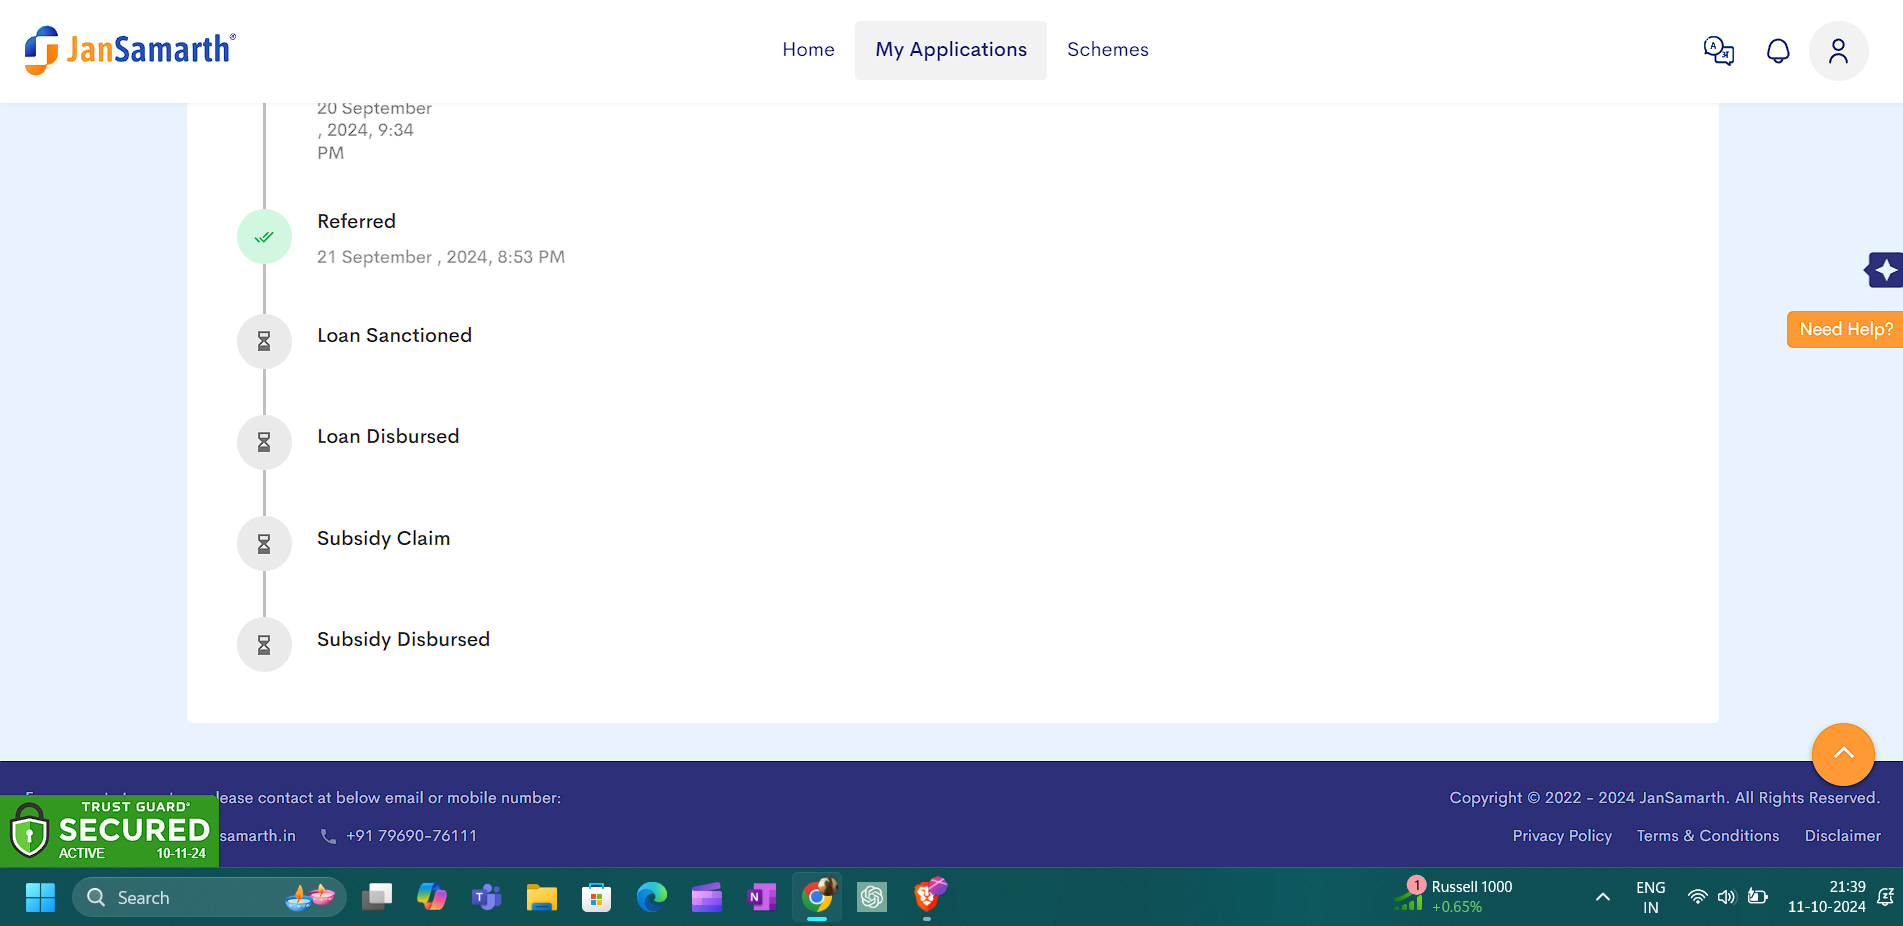 JanSamarth®
Home
My Applications
Schemes
20 September
, 2024, 9:34
PM
Referred
21 September , 2024, 8:53 PM
Loan Sanctioned
Need Help?
Loan Disbursed
Subsidy Claim
Subsidy Disbursed
lease contact at below email or mobile number:
samarth.in
+91 79690-76111
TRUST GUARD®
SECURED
ACTIVE 10-11-24
Copyright © 2022 - 2024 JanSamarth. All Rights Reserved.
Privacy Policy Terms & Conditions Disclaimer
Search
1
Russell 1000
+0.65%
ENG
IN
21:39
11-10-2024